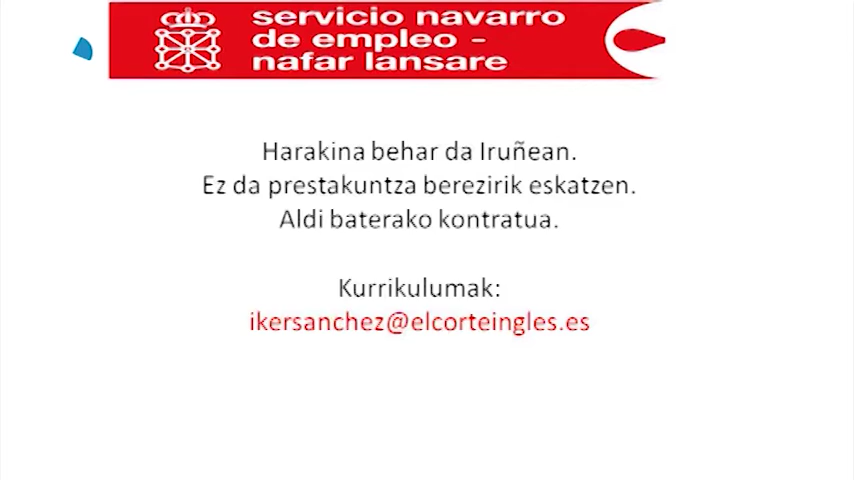 servicio navarro
de empleo -
nafar lansare
Harakina behar da Iruñean.
Ez da prestakuntza berezirik eskatzen.
Aldi baterako kontratua.
Kurrikulumak:
ikersanchez@elcorteingles.es